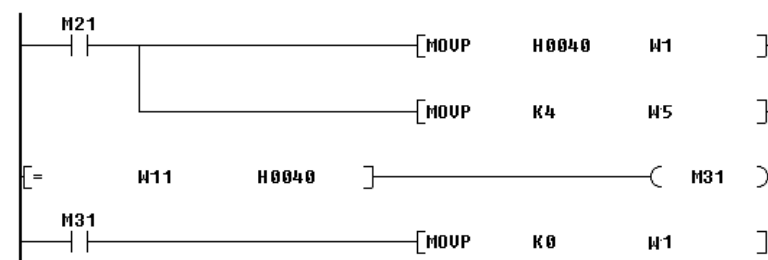 M21
[MOVP H0040 W1 ]
[MOVP K4 W5 ]
[= W11 H0040 ] ( M31 )
M31
[MOVP K0 W1 ]